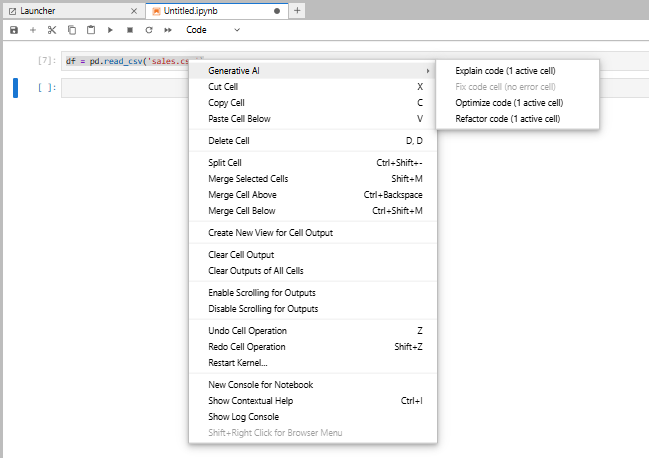 Launcher
Untitled.ipynb
Code
[7]: df = pd.read_csv('sales.cs
[ ]:
Generative AI
Cut Cell X
Copy Cell C
Paste Cell Below V
Delete Cell D, D
Split Cell Ctrl+Shift+-
Merge Selected Cells Shift+M
Merge Cell Above Ctrl+Backspace
Merge Cell Below Ctrl+Shift+M
Create New View for Cell Output
Clear Cell Output
Clear Outputs of All Cells
Enable Scrolling for Outputs
Disable Scrolling for Outputs
Undo Cell Operation Z
Redo Cell Operation Shift+Z
Restart Kernel...
New Console for Notebook
Show Contextual Help Ctrl+I
Show Log Console
Shift+Right Click for Browser Menu
Explain code (1 active cell)
Fix code cell (no error cell)
Optimize code (1 active cell)
Refactor code (1 active cell)